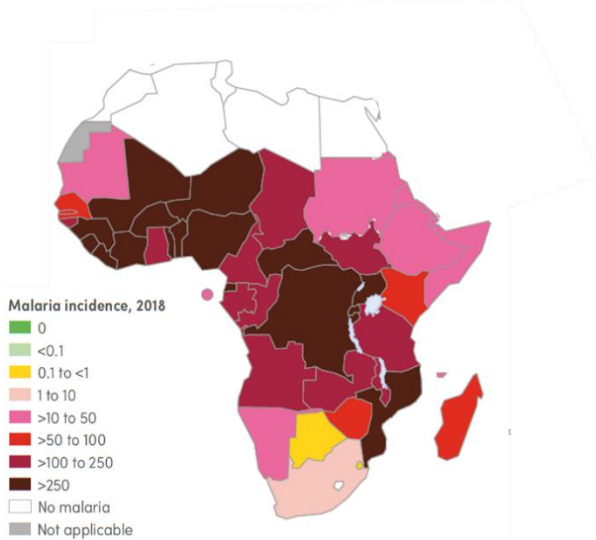 Malaria incidence, 2018
0
<0.1
0.1 to <1
1 to 10
>10 to 50
>50 to 100
>100 to 250
>250
No malaria
Not applicable